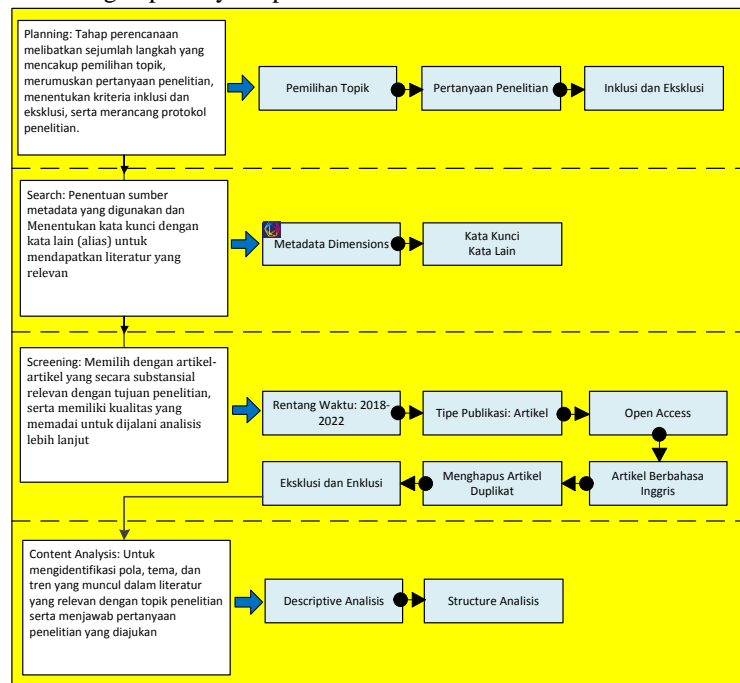 Planning: Tahap perencanaan
melibatkan sejumlah langkah yang
mencakup pemilihan topik,
merumuskan pertanyaan penelitian,
menentukan kriteria inklusi dan
eksklusi, serta merancang protokol
penelitian.
Pemilihan Topik
Pertanyaan Penelitian
Inklusi dan Eksklusi
Search: Penentuan sumber
metadata yang digunakan dan
Menentukan kata kunci dengan
kata lain (alias) untuk
mendapatkan literatur yang
relevan
Metadata Dimensions
Kata Kunci
Kata Lain
Screening: Memilih dengan artikel-
artikel yang secara substansial
relevan dengan tujuan penelitian,
serta memiliki kualitas yang
memadai untuk dijalani analisis
lebih lanjut
Rentang Waktu: 2018-
2022
Tipe Publikasi: Artikel
Open Access
Eksklusi dan Enklusi
Menghapus Artikel
Duplikat
Artikel Berbahasa
Inggris
Content Analysis: Untuk
mengidentifikasi pola, tema, dan
tren yang muncul dalam literatur
yang relevan dengan topik penelitian
serta menjawab pertanyaan
penelitian yang diajukan
Descriptive Analysis
Structure Analisis